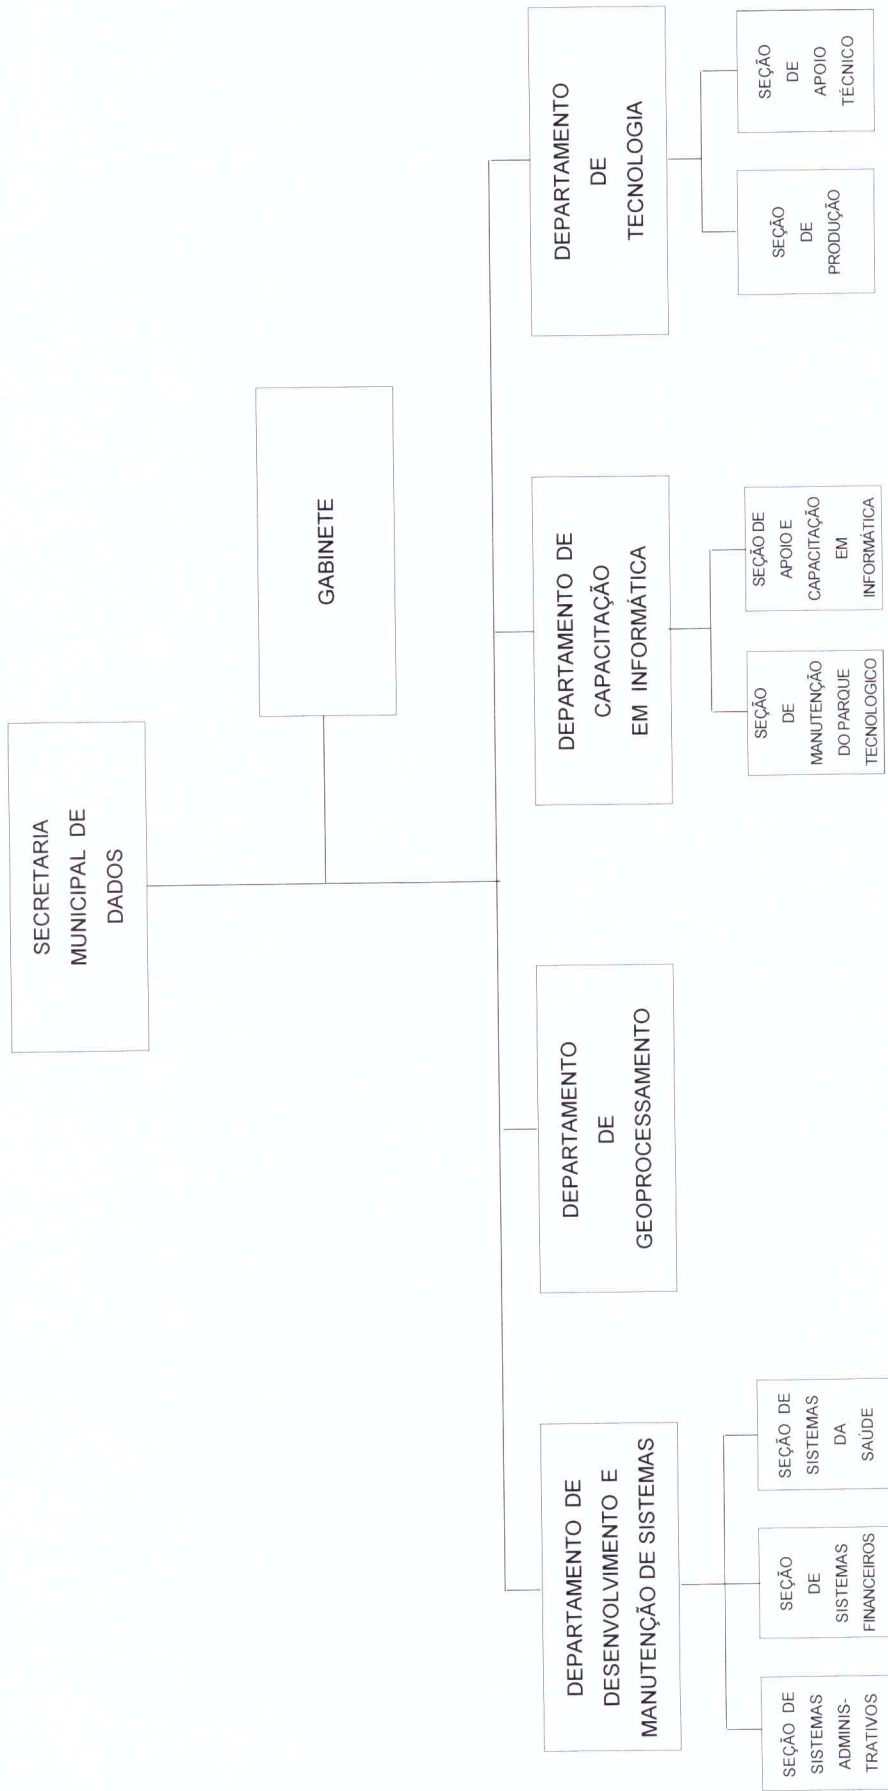 SECRETARIA
MUNICIPAL DE
DADOS
GABINETE
DEPARTAMENTO DE
DESENVOLVIMENTO E
MANUTENÇÃO DE SISTEMAS
DEPARTAMENTO
DE
GEOPROCESSAMENTO
DEPARTAMENTO DE
CAPACITAÇÃO
EM INFORMÁTICA
DEPARTAMENTO
DE
TECNOLOGIA
SEÇÃO DE
SISTEMAS
ADMINIS-
TRATIVOS
SEÇÃO
DE
SISTEMAS
FINANCEIROS
SEÇÃO DE
SISTEMAS
DA
SAÚDE
SEÇÃO
DE
MANUTENÇÃO
DO PARQUE
TECNOLOGICO
SEÇÃO DE
APOIO E
CAPACITAÇÃO
EM
INFORMÁTICA
SEÇÃO
DE
PRODUÇÃO
SEÇÃO
DE
APOIO
TÉCNICO